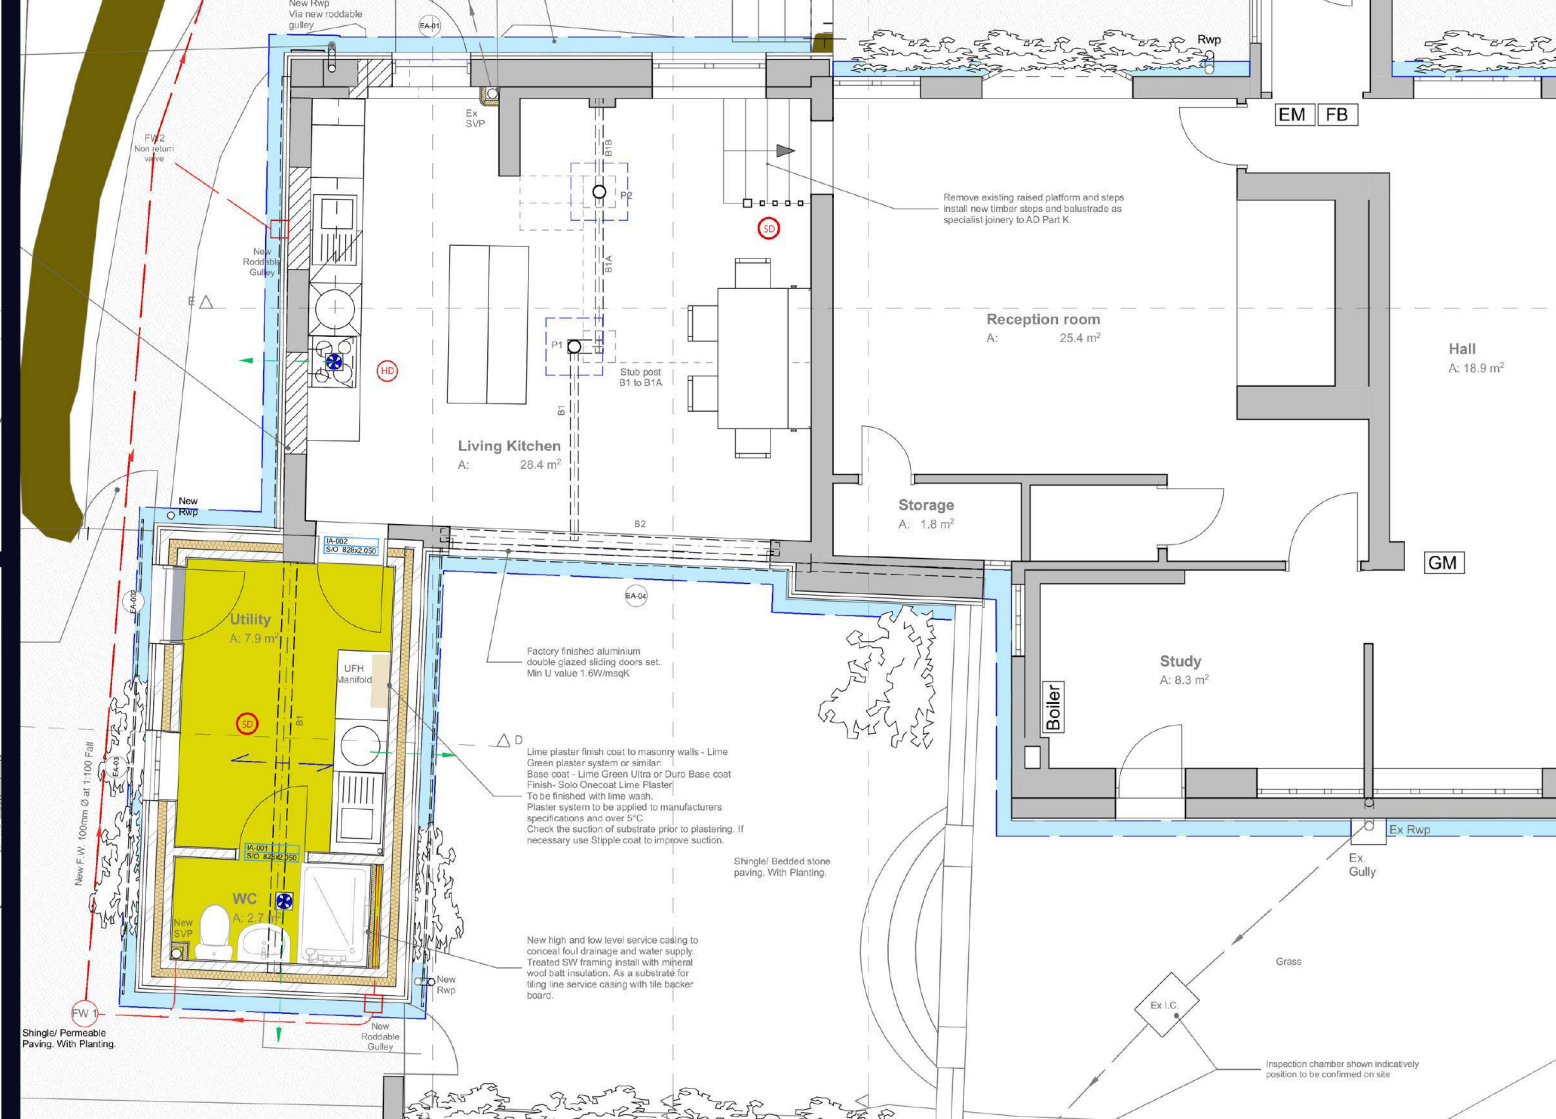 New Rwp
Via new roddable
gulley
EA-01
Rwp
EM
FB
Ex
SVP
FW2
Non return
valve
B1B
P2
Remove existing raised platform and steps
install new timber steps and balustrade as
specialist joinery to AD Part K.
SD
New
Roddable
Gulley
B1A
E
Reception room
A: 25.4 m²
P1
Hall
A: 18.9 m²
HD
Stub post
B1 to B1A
B1
Living Kitchen
A: 28.4 m²
New
Rwp
Storage
A: 1.8 m²
B2
IA-002
S/O 826x2,050
GM
EA-002
EA-04
Utility
A: 7.9 m²
Factory finished aluminium
double glazed sliding doors set.
Min U value 1.6W/msqK
UFH
Manifold
Study
A: 8.3 m²
Boiler
SD
B1
D
EA-03
New F.W. 100mm Ø at 1:100 Fall
Lime plaster finish coat to masonry walls - Lime
Green plaster system or similar:
Base coat - Lime Green Ultra or Duro Base coat
Finish- Solo Onecoat Lime Plaster
To be finished with lime wash.
Plaster system to be applied to manufacturers
specifications and over 5°C
Check the suction of substrate prior to plastering. If
necessary use Stipple coat to improve suction.
IA-001
S/O 826x2,050
Shingle/ Bedded stone
paving. With Planting.
Ex Rwp
Ex.
Gully
WC
A: 2.7 m²
New
SVP
New high and low level service casing to
conceal foul drainage and water supply.
Treated SW framing install with mineral
wool batt insulation. As a substrate for
tiling line service casing with tile backer
board.
New
Rwp
Grass
Ex I.C.
FW 1
Shingle/ Permeable
Paving. With Planting.
New
Roddable
Gulley
Inspection chamber shown indicatively
position to be confirmed on site